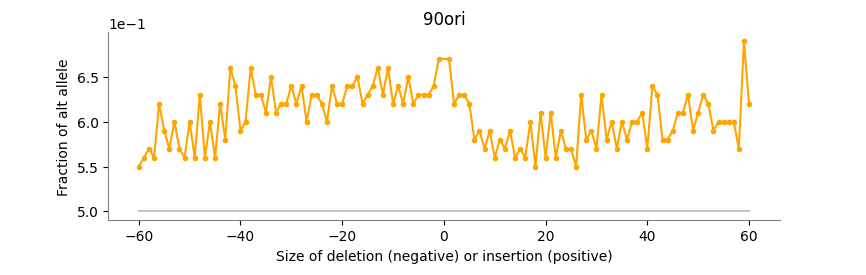 90ori
1e−1
6.5
6.0
5.5
5.0
Fraction of alt allele
−60 −40 −20 0 20 40 60
Size of deletion (negative) or insertion (positive)